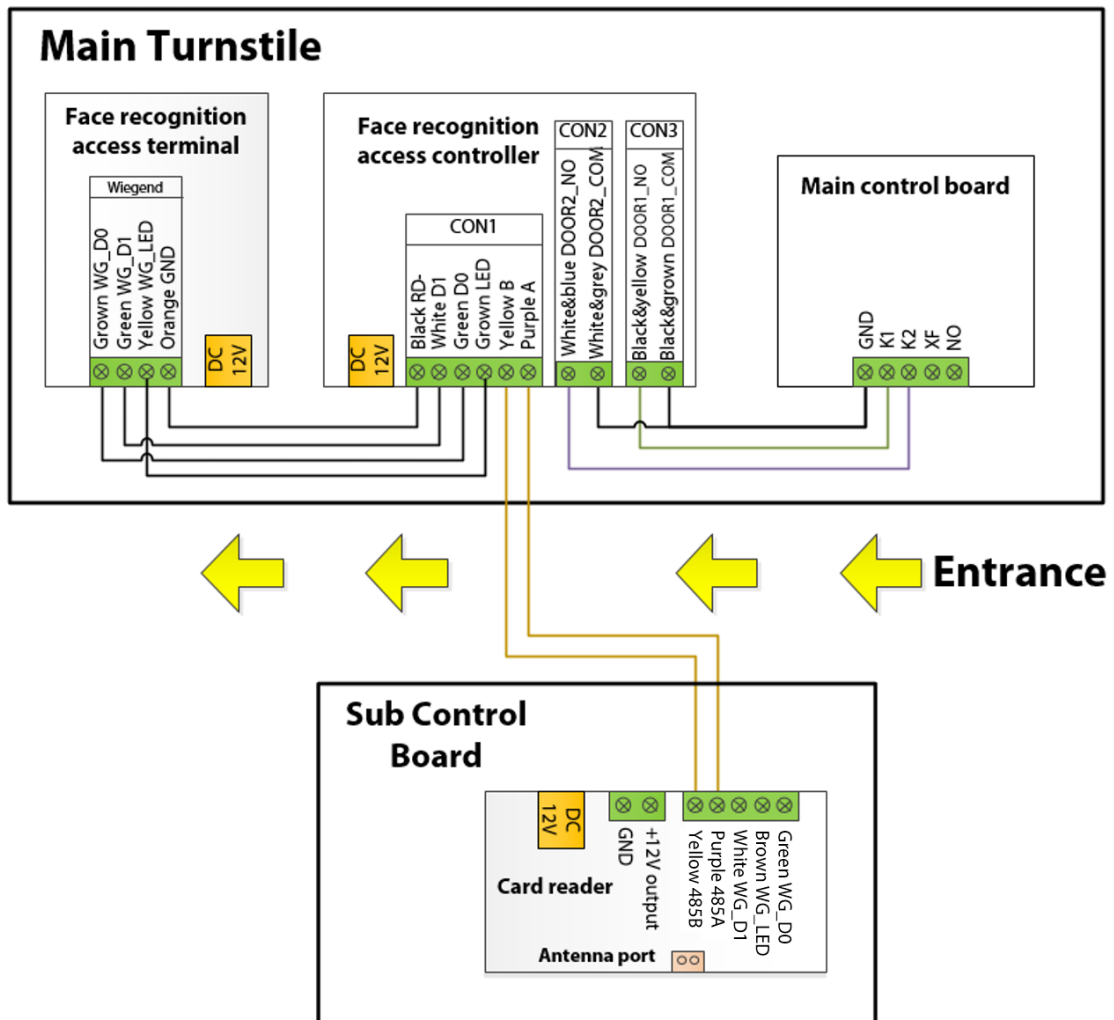 Main Turnstile
Face recognition
access terminal
Wiegend
Grown WG_D0
Green WG_D1
Yellow WG_LED
Orange GND
DC
12V
Face recognition
access controller
CON1
Black RD-
White D1
Green D0
Grown LED
Yellow B
Purple A
DC
12V
CON2
White&blue DOOR2_NO
White&grey DOOR2_COM
CON3
Black&yellow DOOR1_NO
Black&grown DOOR1_COM
Main control board
GND
K1
K2
XF
NO
Entrance
Sub Control
Board
DC
12V
GND
+12V output
Yellow 485B
Purple 485A
White WG_D1
Brown WG_LED
Green WG_D0
Card reader
Antenna port